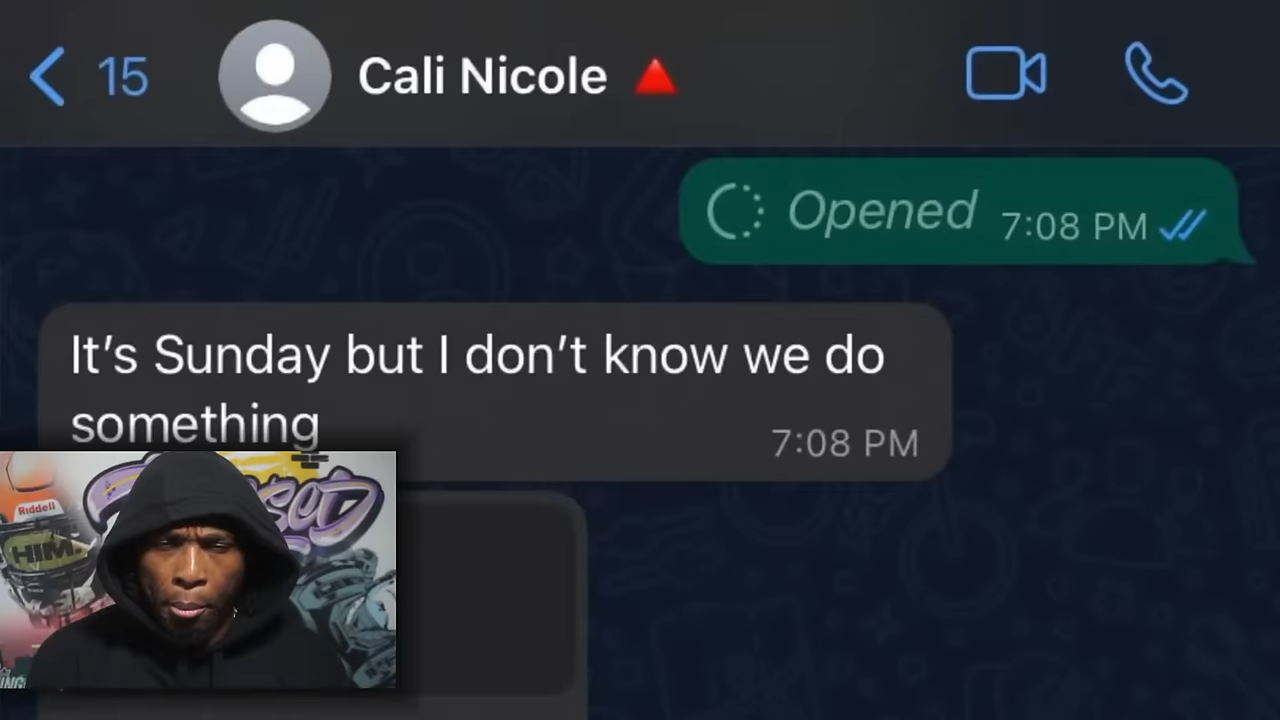 15
Cali Nicole
Opened 7:08 PM
It's Sunday but I don't know we do
something
7:08 PM
Riddell
HIM.